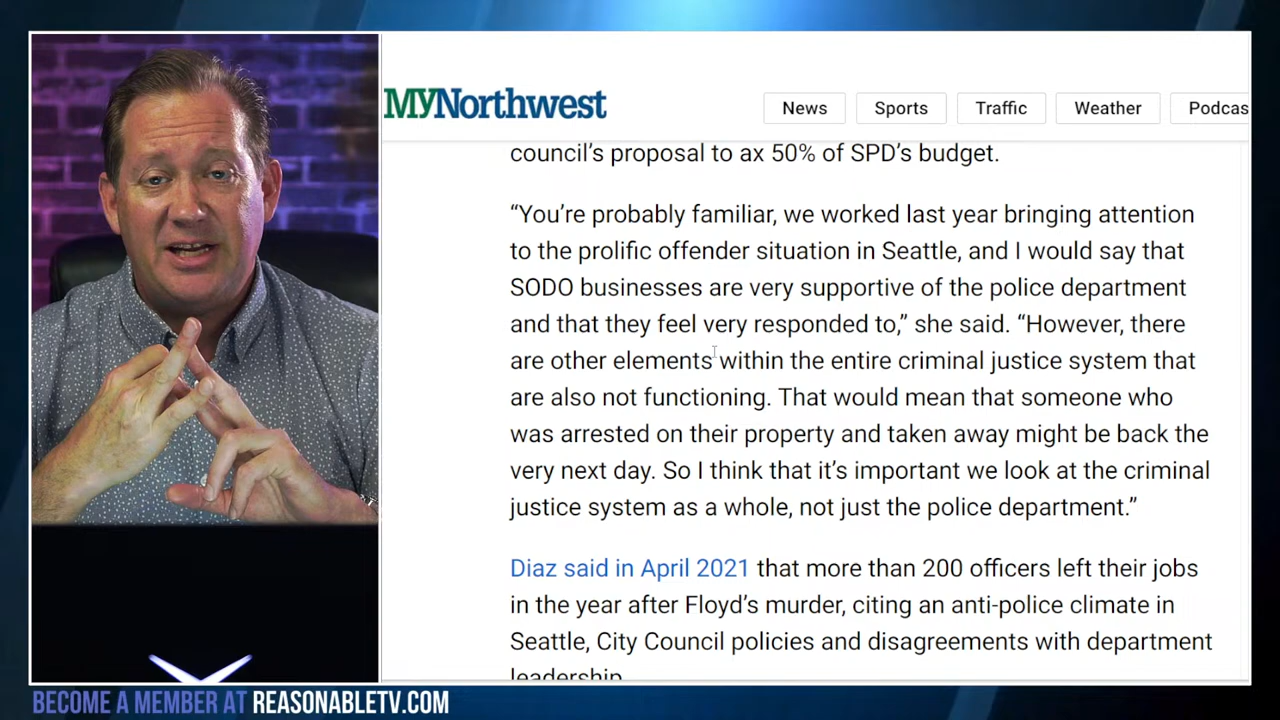 MYNorthwest
News Sports Traffic Weather Podcas
council’s proposal to ax 50% of SPD’s budget.
“You’re probably familiar, we worked last year bringing attention
to the prolific offender situation in Seattle, and I would say that
SODO businesses are very supportive of the police department
and that they feel very responded to,” she said. “However, there
are other elements within the entire criminal justice system that
are also not functioning. That would mean that someone who
was arrested on their property and taken away might be back the
very next day. So I think that it’s important we look at the criminal
justice system as a whole, not just the police department.”
Diaz said in April 2021 that more than 200 officers left their jobs
in the year after Floyd’s murder, citing an anti-police climate in
Seattle, City Council policies and disagreements with department
leadership.
BECOME A MEMBER AT REASONABLETV.COM